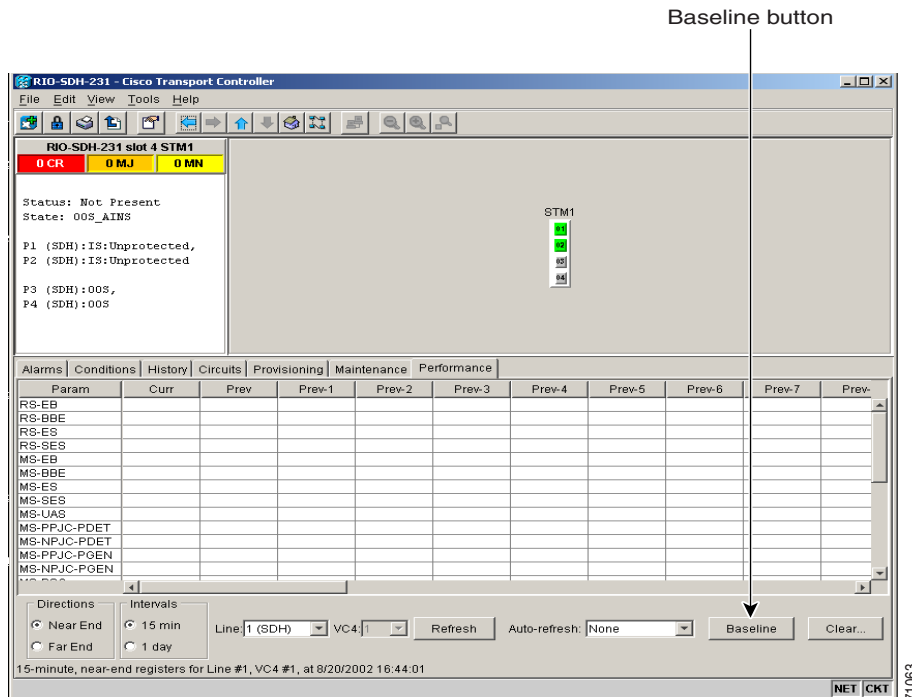 Baseline button
RIO-SDH-231 - Cisco Transport Controller
File Edit View Tools Help
RIO-SDH-231 slot 4 STM1
0 CR 0 MJ 0 MN
Status: Not Present
State: OOS_AINS
P1 (SDH):IS:Unprotected,
P2 (SDH):IS:Unprotected
P3 (SDH):OOS,
P4 (SDH):OOS
STM1
01
02
03
04
Alarms Conditions History Circuits Provisioning Maintenance Performance
Param Curr Prev Prev-1 Prev-2 Prev-3 Prev-4 Prev-5 Prev-6 Prev-7 Prev-
RS-EB
RS-BBE
RS-ES
RS-SES
MS-EB
MS-BBE
MS-ES
MS-SES
MS-UAS
MS-PPJC-PDET
MS-NPJC-PDET
MS-PPJC-PGEN
MS-NPJC-PGEN
Directions Intervals
Near End 15 min Line: 1 (SDH) VC4: 1 Refresh Auto-refresh: None Baseline Clear...
Far End 1 day
15-minute, near-end registers for Line #1, VC4 #1, at 8/20/2002 16:44:01
NET CKT
71063